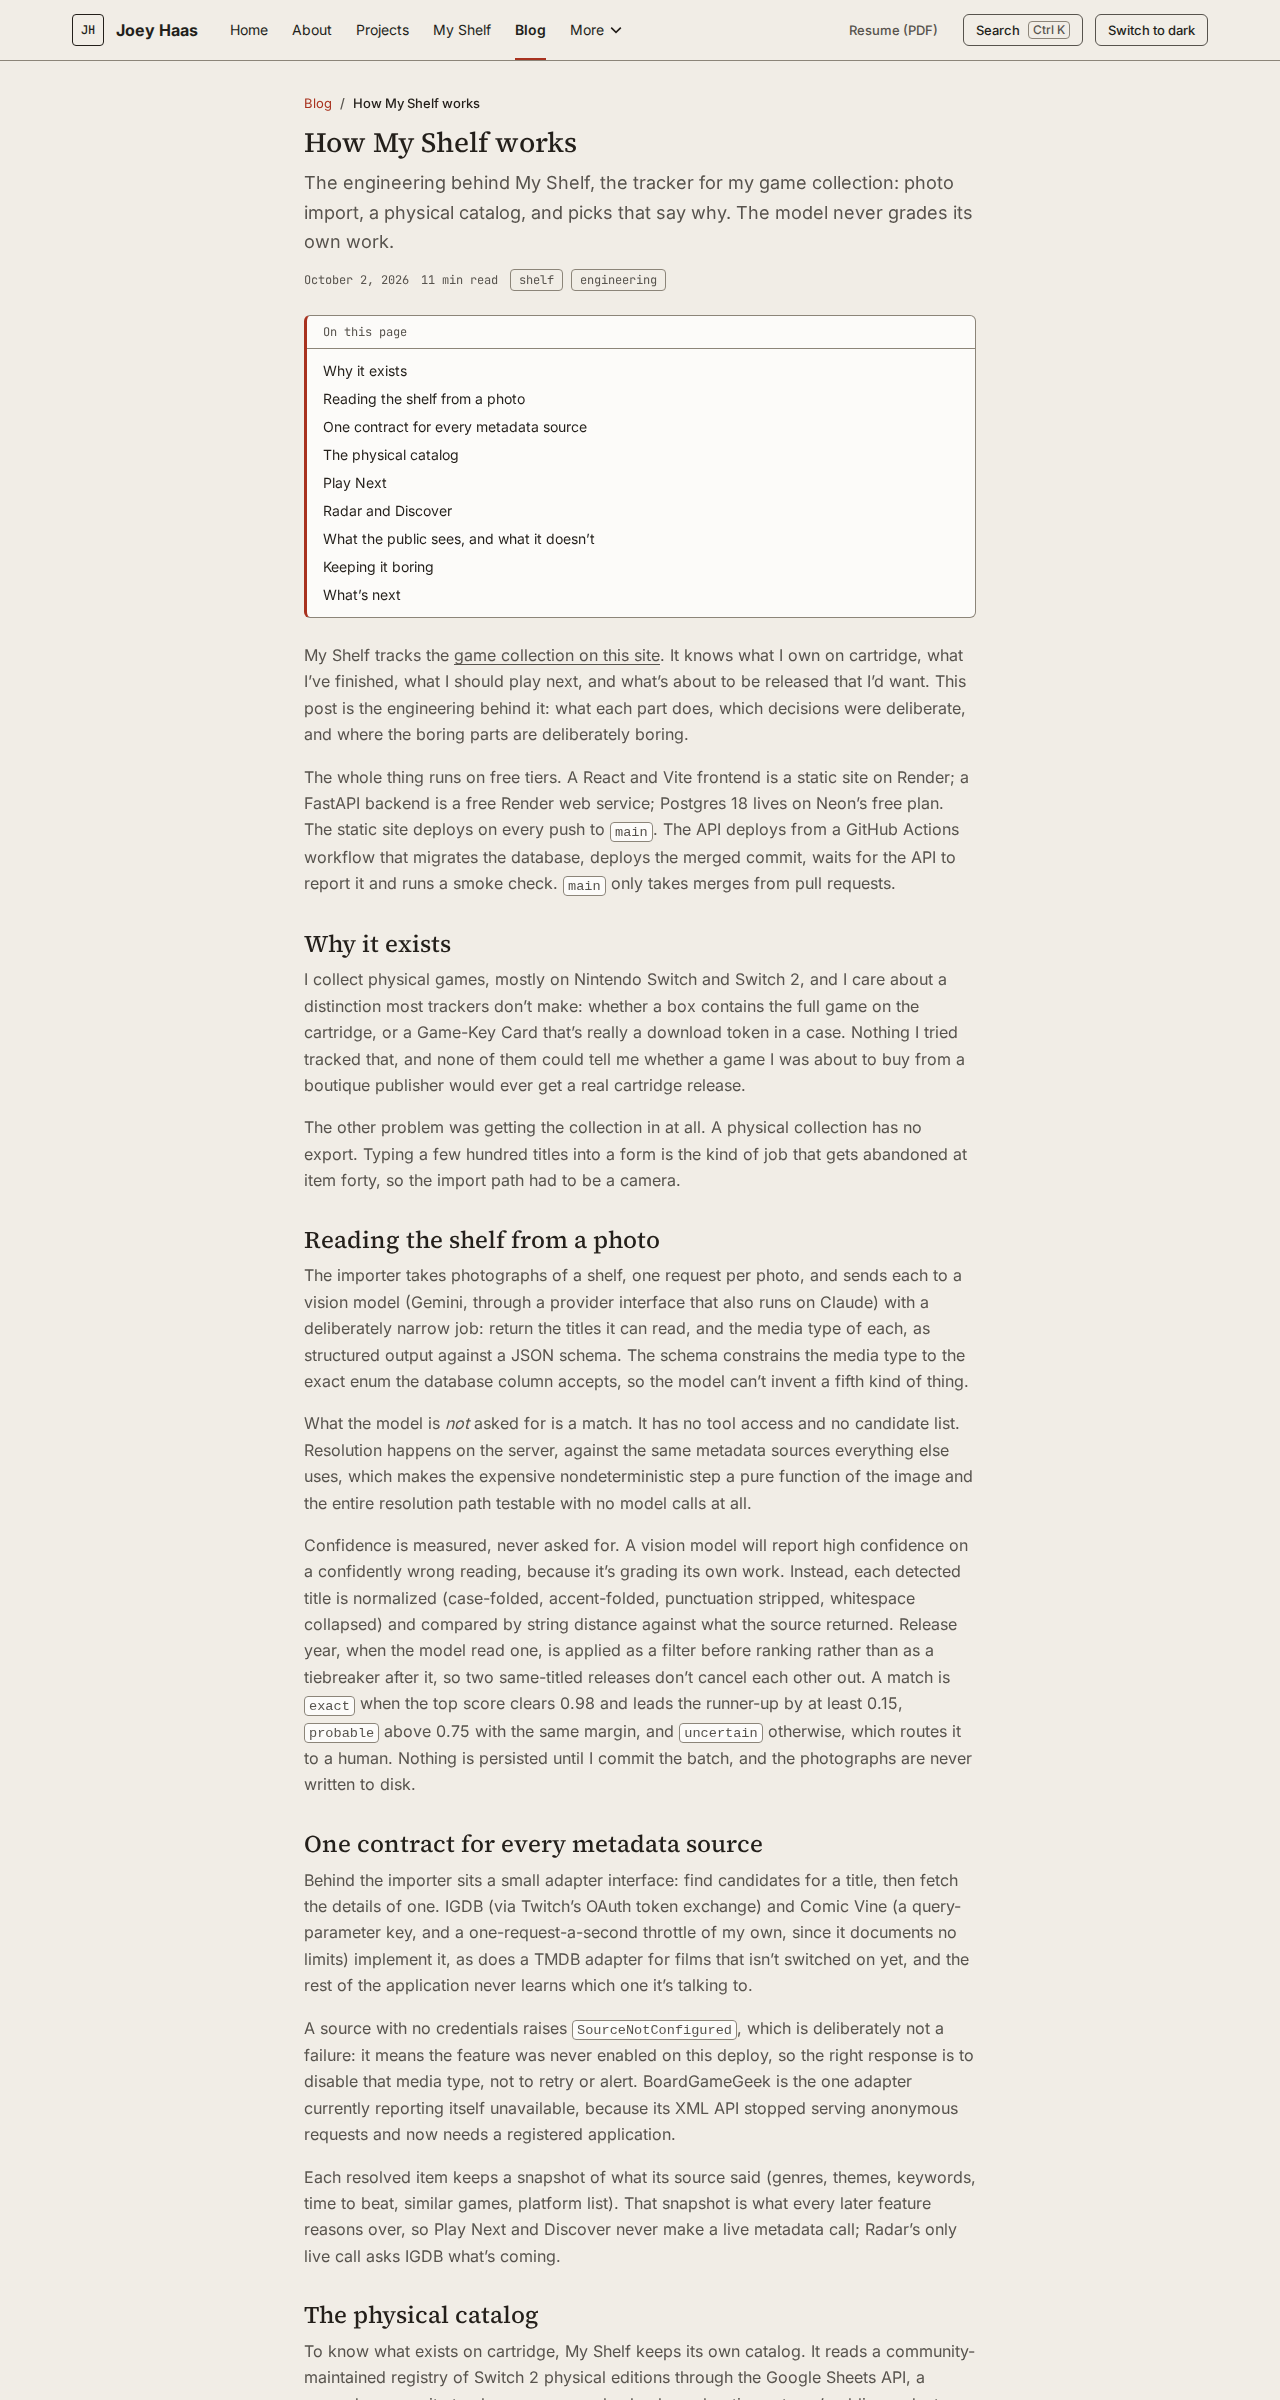 JH Joey Haas Home About Projects My Shelf Blog More Resume (PDF) Search Ctrl K Switch to dark
Blog / How My Shelf works
How My Shelf works
The engineering behind My Shelf, the tracker for my game collection: photo
import, a physical catalog, and picks that say why. The model never grades its
own work.
October 2, 2026 11 min read shelf engineering
On this page
Why it exists
Reading the shelf from a photo
One contract for every metadata source
The physical catalog
Play Next
Radar and Discover
What the public sees, and what it doesn’t
Keeping it boring
What’s next
My Shelf tracks the game collection on this site. It knows what I own on cartridge, what
I’ve finished, what I should play next, and what’s about to be released that I’d want. This
post is the engineering behind it: what each part does, which decisions were deliberate,
and where the boring parts are deliberately boring.
The whole thing runs on free tiers. A React and Vite frontend is a static site on Render; a
FastAPI backend is a free Render web service; Postgres 18 lives on Neon’s free plan.
The static site deploys on every push to main. The API deploys from a GitHub Actions
workflow that migrates the database, deploys the merged commit, waits for the API to
report it and runs a smoke check. main only takes merges from pull requests.
Why it exists
I collect physical games, mostly on Nintendo Switch and Switch 2, and I care about a
distinction most trackers don’t make: whether a box contains the full game on the
cartridge, or a Game-Key Card that’s really a download token in a case. Nothing I tried
tracked that, and none of them could tell me whether a game I was about to buy from a
boutique publisher would ever get a real cartridge release.
The other problem was getting the collection in at all. A physical collection has no
export. Typing a few hundred titles into a form is the kind of job that gets abandoned at
item forty, so the import path had to be a camera.
Reading the shelf from a photo
The importer takes photographs of a shelf, one request per photo, and sends each to a
vision model (Gemini, through a provider interface that also runs on Claude) with a
deliberately narrow job: return the titles it can read, and the media type of each, as
structured output against a JSON schema. The schema constrains the media type to the
exact enum the database column accepts, so the model can’t invent a fifth kind of thing.
What the model is not asked for is a match. It has no tool access and no candidate list.
Resolution happens on the server, against the same metadata sources everything else
uses, which makes the expensive nondeterministic step a pure function of the image and
the entire resolution path testable with no model calls at all.
Confidence is measured, never asked for. A vision model will report high confidence on
a confidently wrong reading, because it’s grading its own work. Instead, each detected
title is normalized (case-folded, accent-folded, punctuation stripped, whitespace
collapsed) and compared by string distance against what the source returned. Release
year, when the model read one, is applied as a filter before ranking rather than as a
tiebreaker after it, so two same-titled releases don’t cancel each other out. A match is
exact when the top score clears 0.98 and leads the runner-up by at least 0.15,
probable above 0.75 with the same margin, and uncertain otherwise, which routes it
to a human. Nothing is persisted until I commit the batch, and the photographs are never
written to disk.
One contract for every metadata source
Behind the importer sits a small adapter interface: find candidates for a title, then fetch
the details of one. IGDB (via Twitch’s OAuth token exchange) and Comic Vine (a query-
parameter key, and a one-request-a-second throttle of my own, since it documents no
limits) implement it, as does a TMDB adapter for films that isn’t switched on yet, and the
rest of the application never learns which one it’s talking to.
A source with no credentials raises SourceNotConfigured, which is deliberately not a
failure: it means the feature was never enabled on this deploy, so the right response is to
disable that media type, not to retry or alert. BoardGameGeek is the one adapter
currently reporting itself unavailable, because its XML API stopped serving anonymous
requests and now needs a registered application.
Each resolved item keeps a snapshot of what its source said (genres, themes, keywords,
time to beat, similar games, platform list). That snapshot is what every later feature
reasons over, so Play Next and Discover never make a live metadata call; Radar’s only
live call asks IGDB what’s coming.
The physical catalog
To know what exists on cartridge, My Shelf keeps its own catalog. It reads a community-
maintained registry of Switch 2 physical editions through the Google Sheets API, a